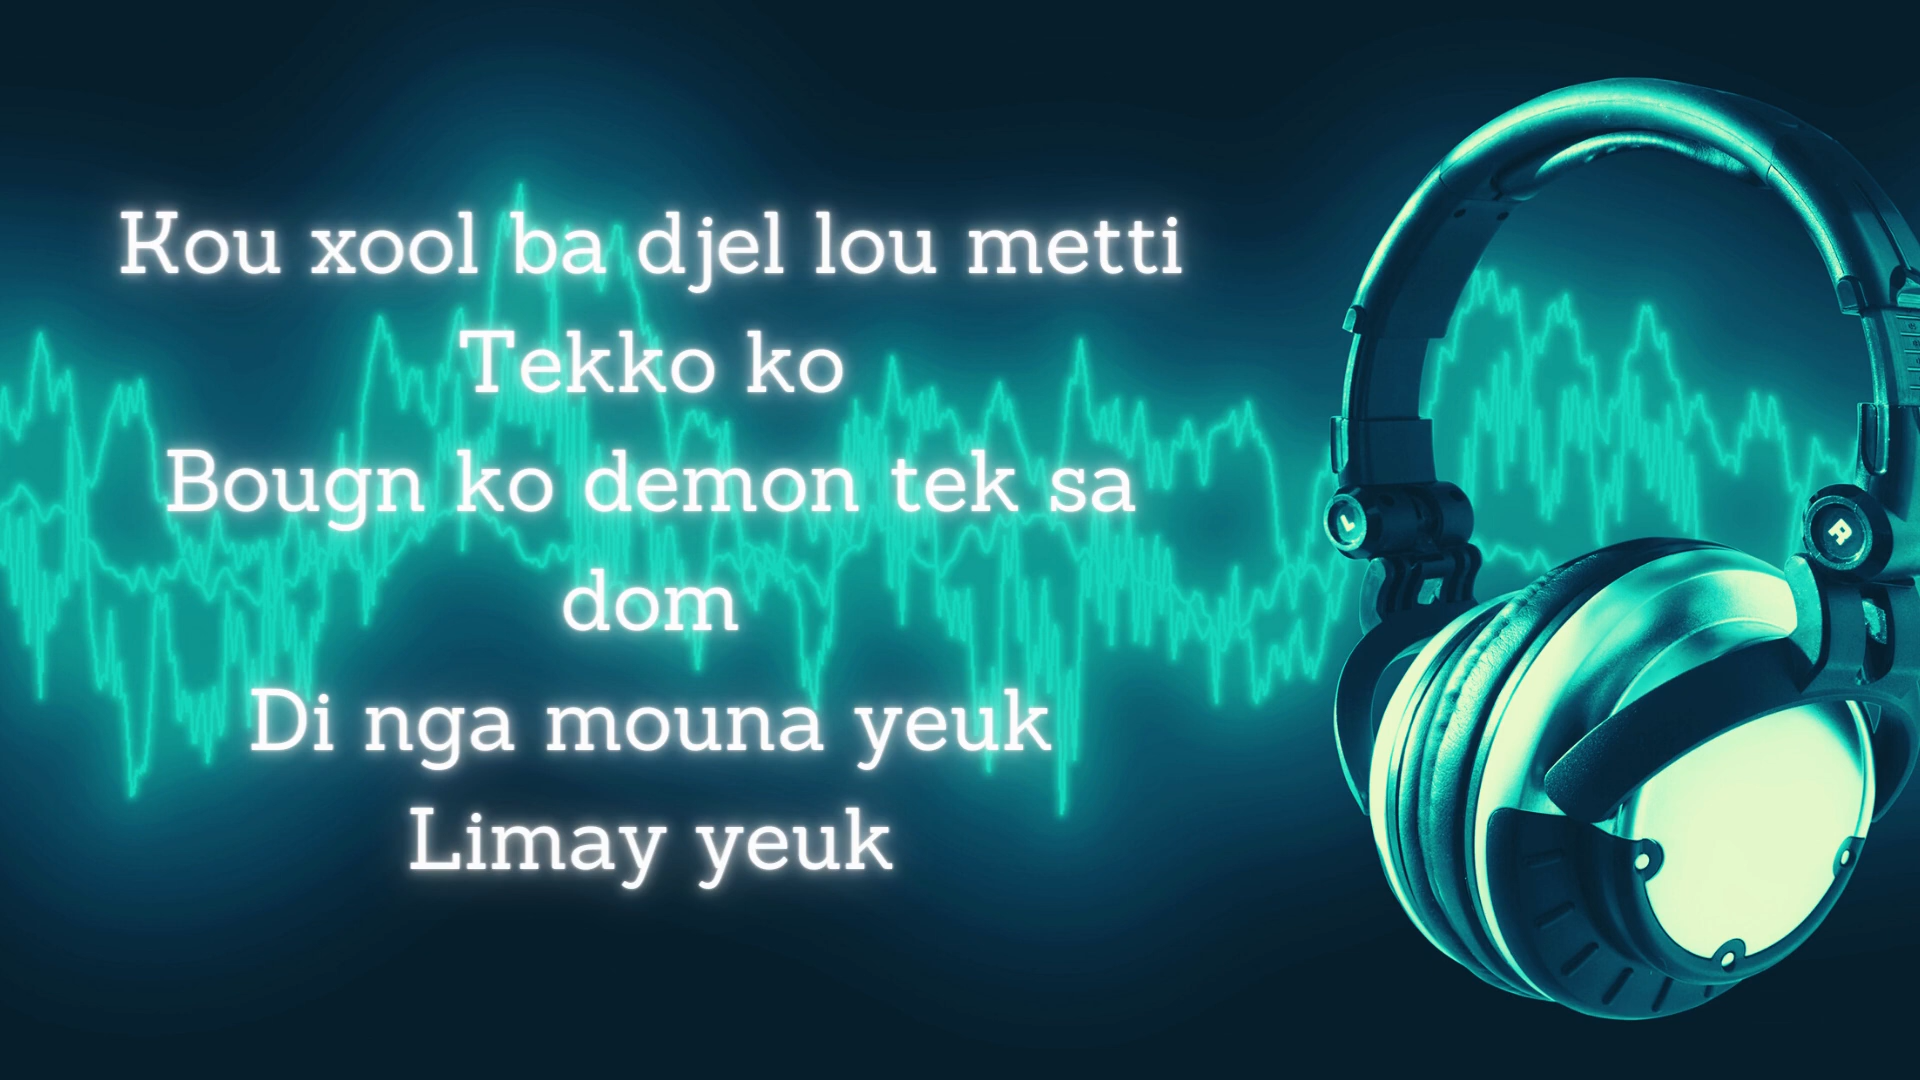 Kou xool ba djel lou metti
Tekko ko
Bougn ko demon tek sa
dom
Di nga mouna yeuk
Limay yeuk
L
R